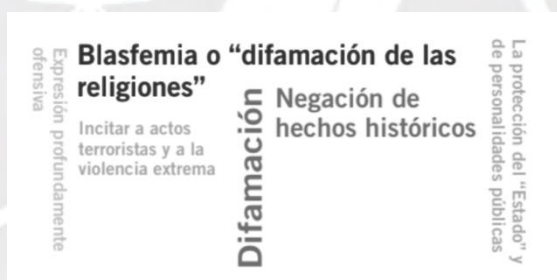 Expresión profundamente
ofensiva
Blasfemia o “difamación de las
religiones”
Incitar a actos
terroristas y a la
violencia extrema
Difamación
Negación de
hechos históricos
La protección del “Estado” y
de personalidades públicas